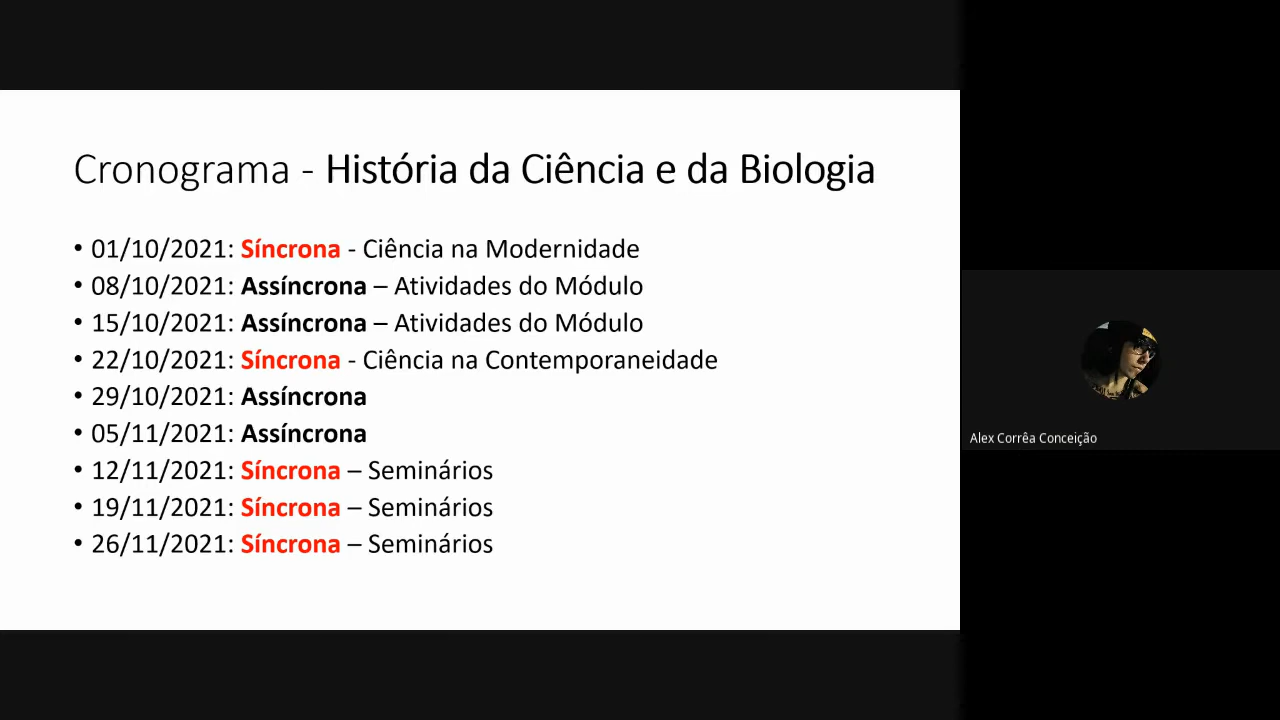 Cronograma - História da Ciência e da Biologia
• 01/10/2021: Síncrona - Ciência na Modernidade
• 08/10/2021: Assíncrona – Atividades do Módulo
• 15/10/2021: Assíncrona – Atividades do Módulo
• 22/10/2021: Síncrona - Ciência na Contemporaneidade
• 29/10/2021: Assíncrona
• 05/11/2021: Assíncrona
• 12/11/2021: Síncrona – Seminários
• 19/11/2021: Síncrona – Seminários
• 26/11/2021: Síncrona – Seminários
Alex Corrêa Conceição